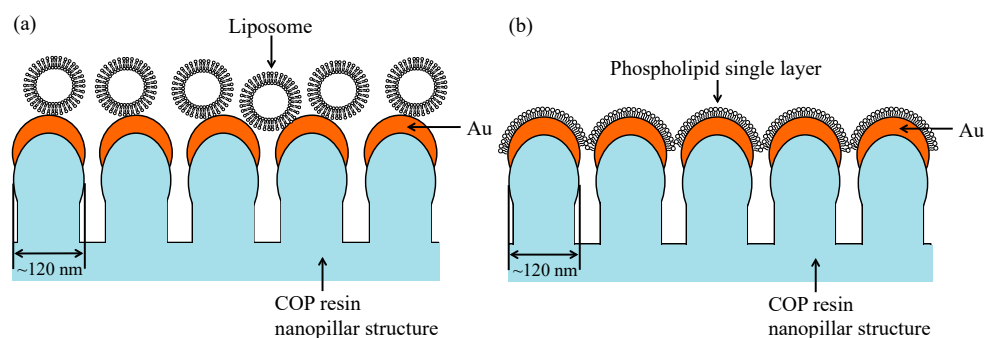 (a)
Liposome
Au
~120 nm
COP resin
nanopillar structure
(b)
Phospholipid single layer
Au
~120 nm
COP resin
nanopillar structure